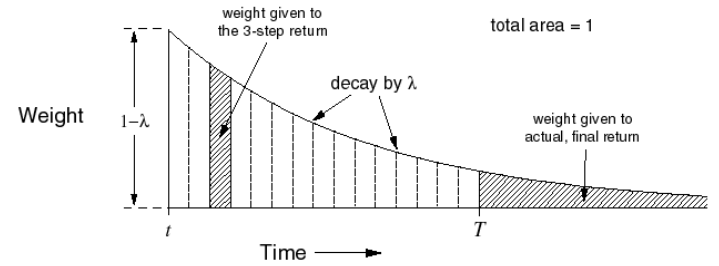 weight given to
the 3-step return
total area = 1
decay by λ
Weight
1−λ
weight given to
actual, final return
t
T
Time